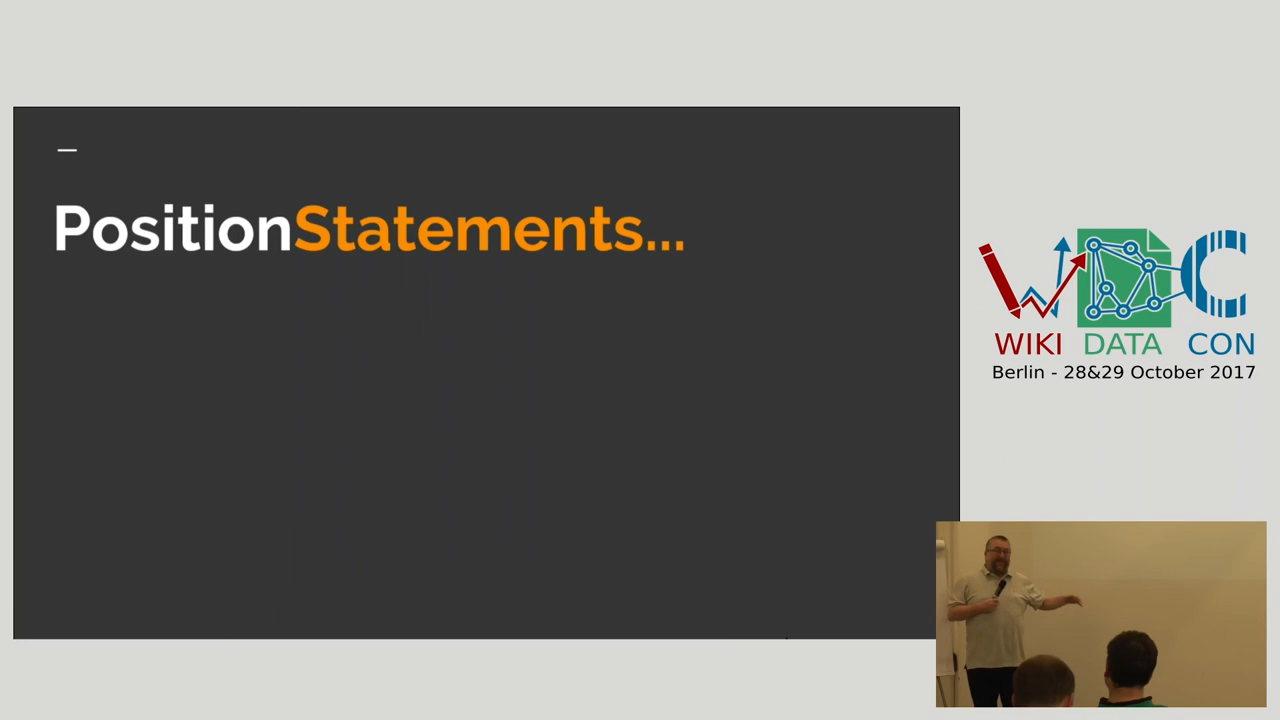 PositionStatements...
WIKI DATA CON
Berlin - 28&29 October 2017